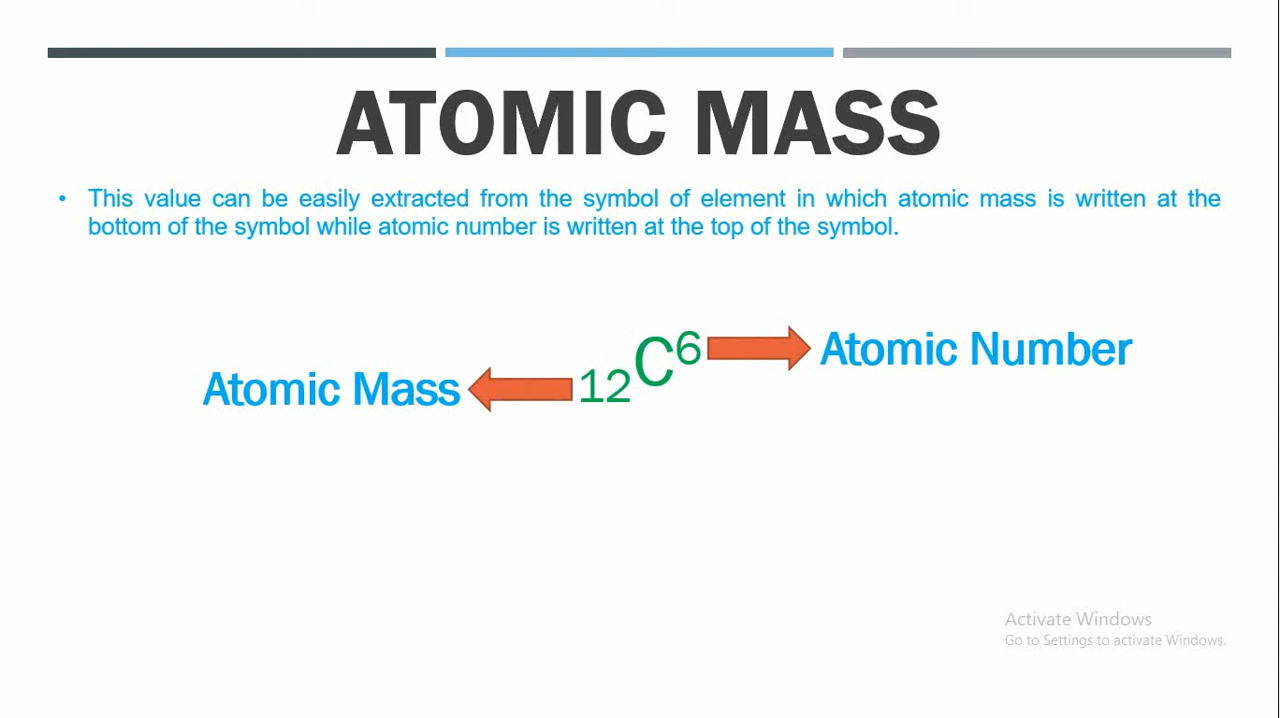 ATOMIC MASS
• This value can be easily extracted from the symbol of element in which atomic mass is written at the
bottom of the symbol while atomic number is written at the top of the symbol.
Atomic Mass 12C6 Atomic Number
Activate Windows
Go to Settings to activate Windows.